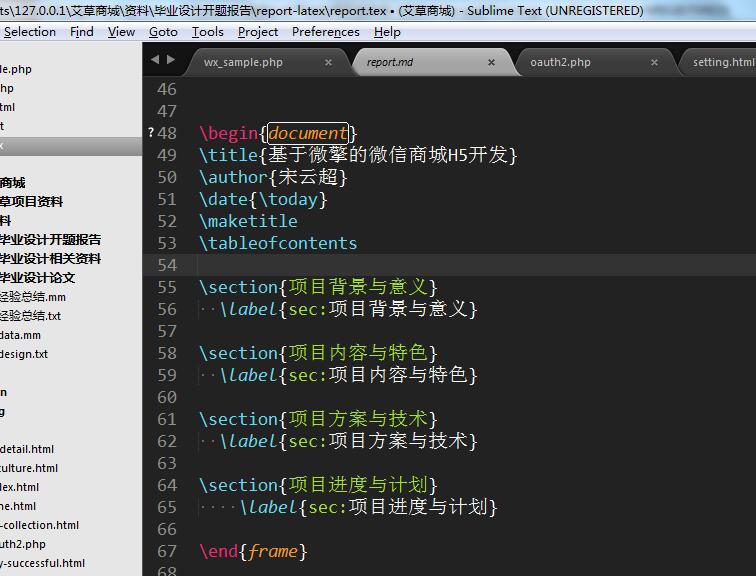 ts\127.0.0.1\艾草商城\资料\毕业设计开题报告\report-latex\report.tex • (艾草商城) - Sublime Text (UNREGISTERED)
Selection Find View Goto Tools Project Preferences Help
wx_sample.php × report.md × oauth2.php × setting.html
le.php
hp
tml
t
x
商城
草项目资料
料
毕业设计开题报告
毕业设计相关资料
毕业设计论文
经验总结.mm
经验总结.txt
data.mm
design.txt
n
g
detail.html
culture.html
dex.html
ne.html
-collection.html
uth2.php
y-successful.html
46
47
? 48 \begin{document}
49 \title{基于微擎的微信商城H5开发}
50 \author{宋云超}
51 \date{\today}
52 \maketitle
53 \tableofcontents
54
55 \section{项目背景与意义}
56 \label{sec:项目背景与意义}
57
58 \section{项目内容与特色}
59 \label{sec:项目内容与特色}
60
61 \section{项目方案与技术}
62 \label{sec:项目方案与技术}
63
64 \section{项目进度与计划}
65 \label{sec:项目进度与计划}
66
67 \end{frame}
68